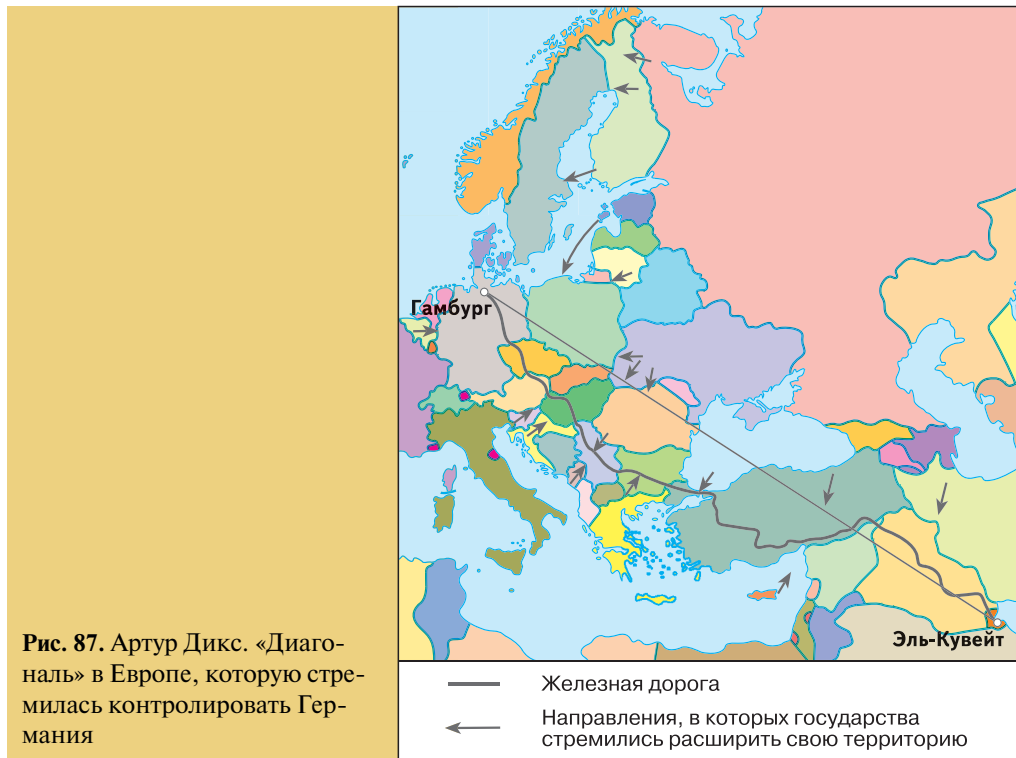 Гамбург
Эль-Кувейт
Рис. 87. Артур Дикс. «Диаго-
наль» в Европе, которую стре-
милась контролировать Гер-
мания
Железная дорога
Направления, в которых государства
стремились расширить свою территорию